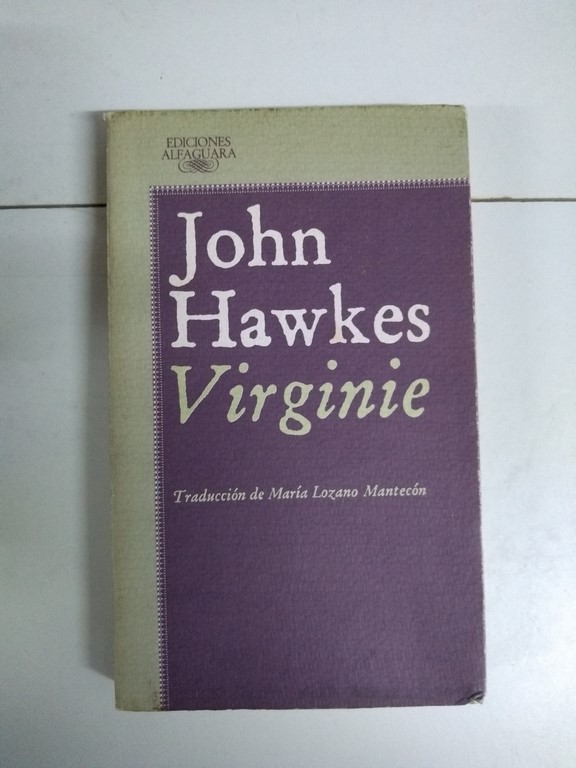 EDICIONES
ALFAGUARA
John
Hawkes
Virginie
Traducción de María Lozano Mantecón